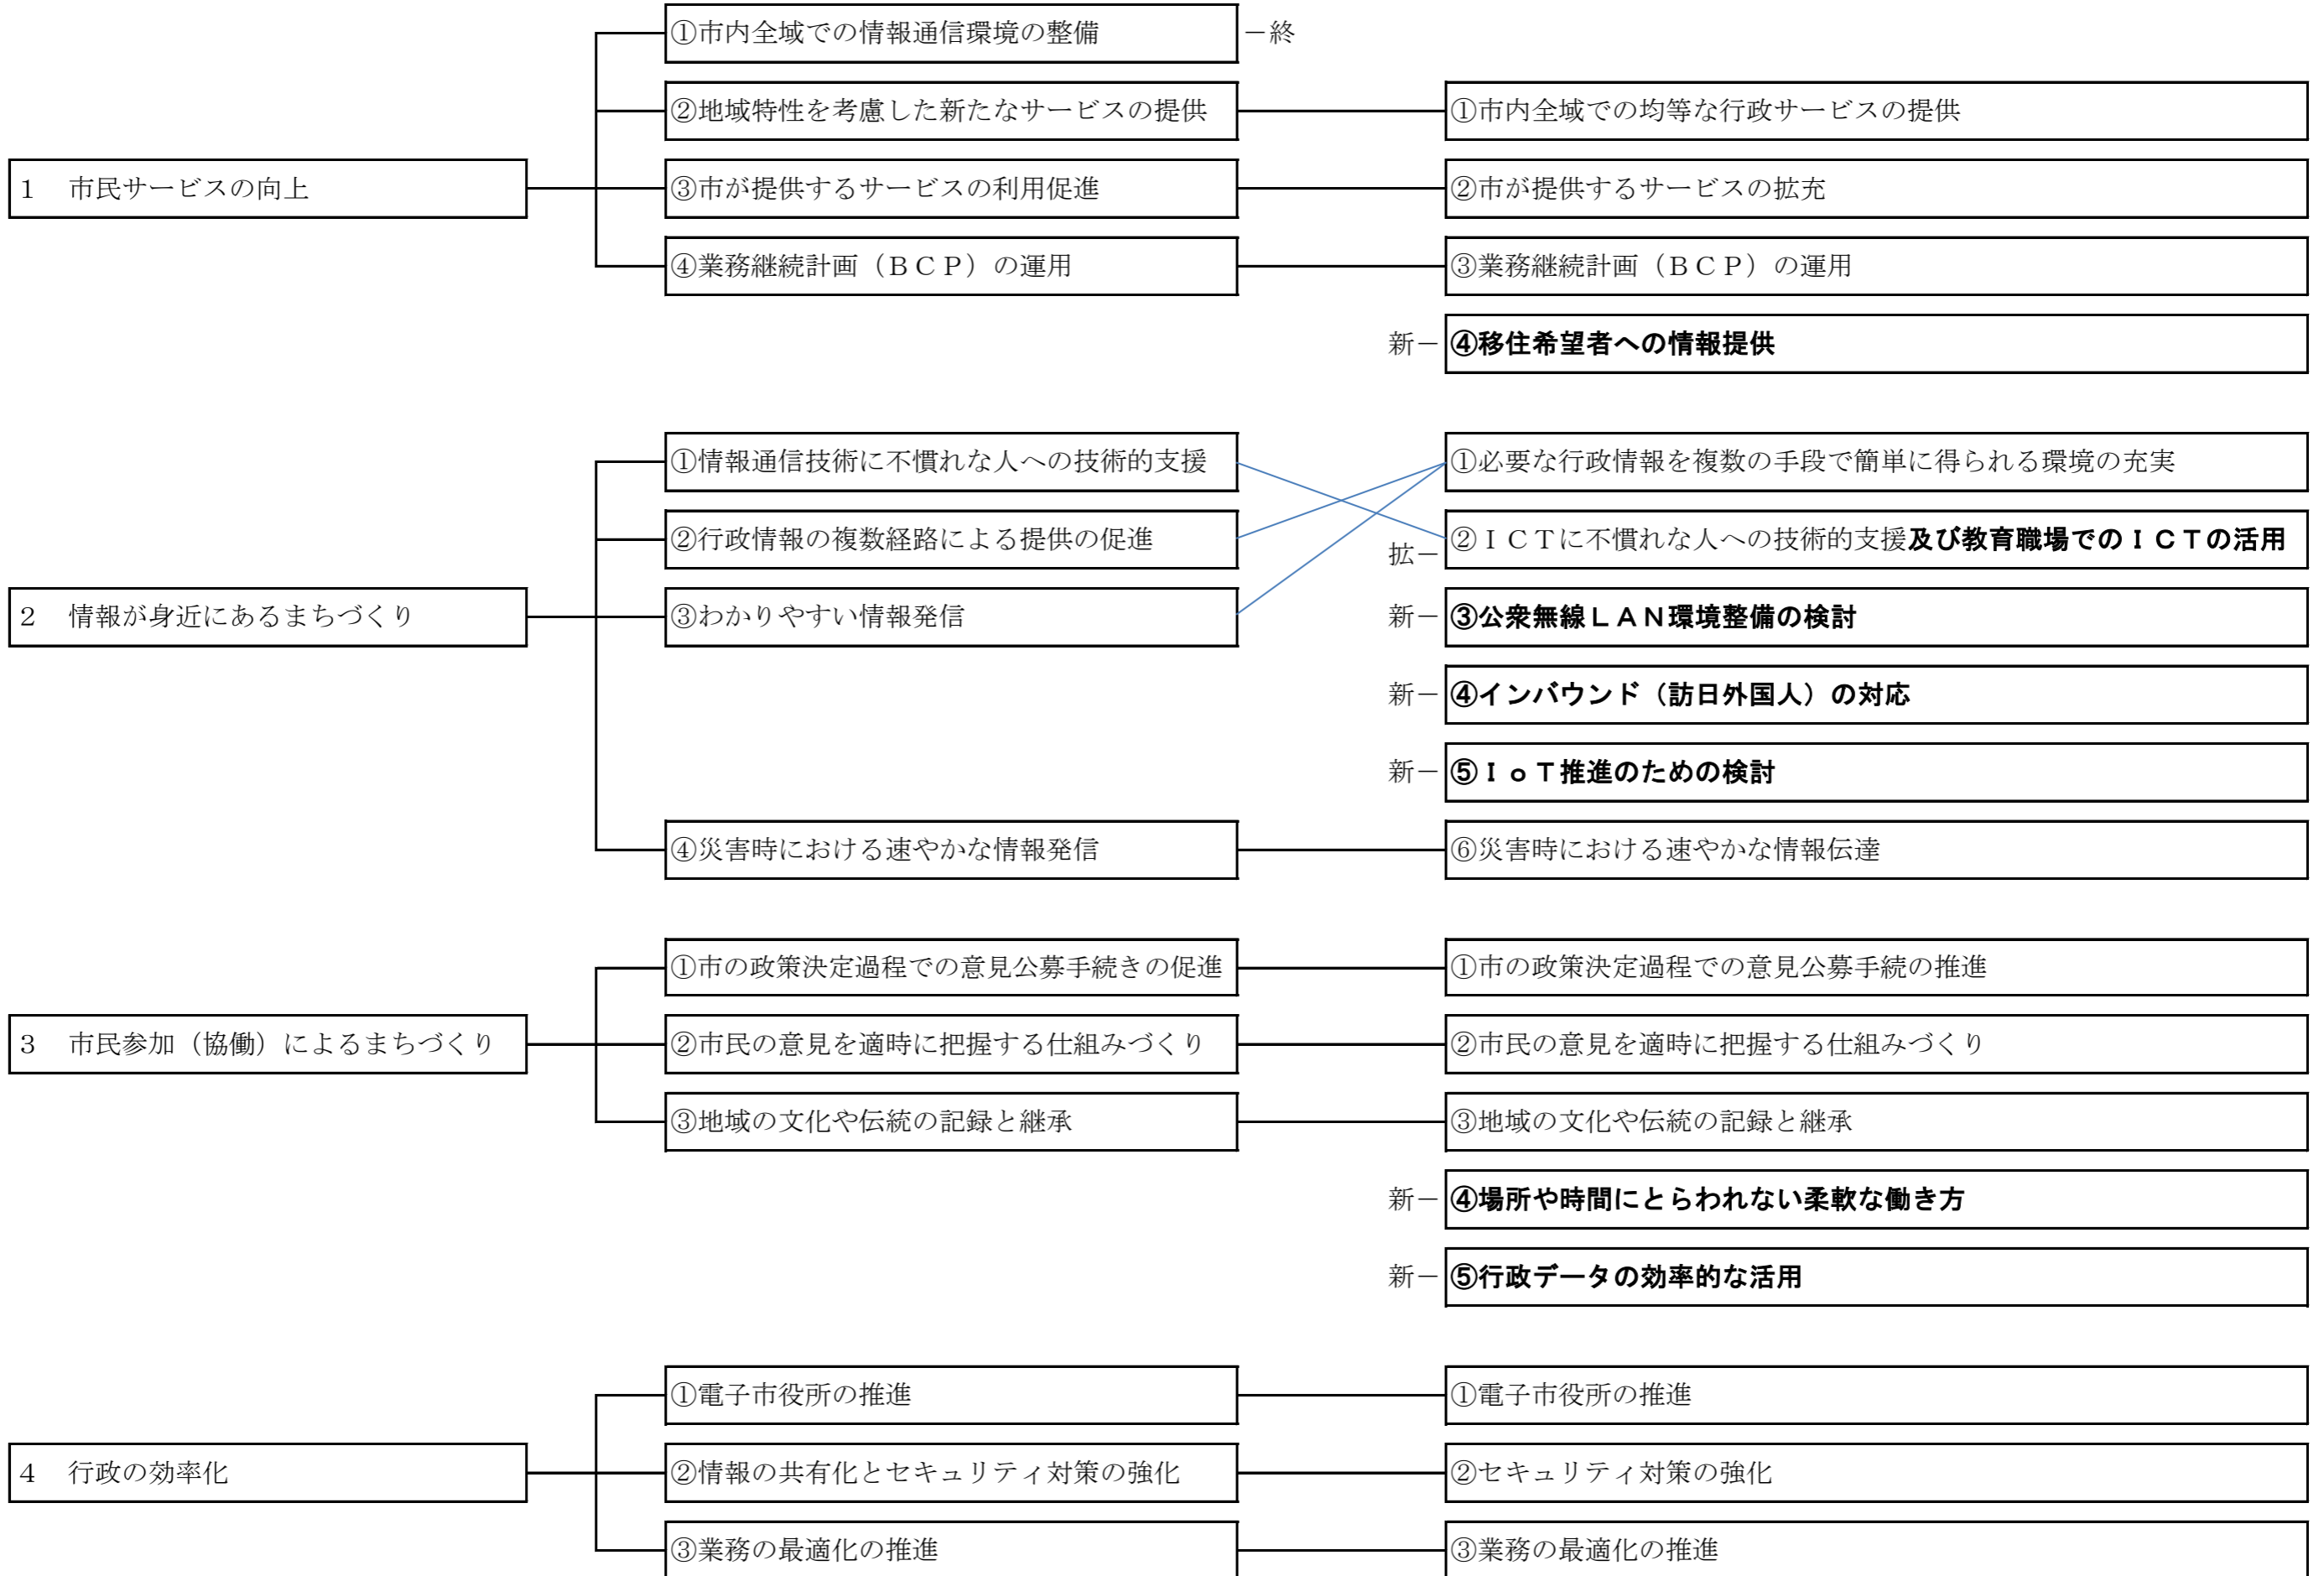 ①市内全域での情報通信環境の整備 －終
②地域特性を考慮した新たなサービスの提供 ①市内全域での均等な行政サービスの提供
１　市民サービスの向上 ③市が提供するサービスの利用促進 ②市が提供するサービスの拡充
④業務継続計画（ＢＣＰ）の運用 ③業務継続計画（ＢＣＰ）の運用
新－ ④移住希望者への情報提供
①情報通信技術に不慣れな人への技術的支援 ①必要な行政情報を複数の手段で簡単に得られる環境の充実
②行政情報の複数経路による提供の促進 拡－ ②ＩＣＴに不慣れな人への技術的支援及び教育職場でのＩＣＴの活用
２　情報が身近にあるまちづくり ③わかりやすい情報発信 新－ ③公衆無線ＬＡＮ環境整備の検討
新－ ④インバウンド（訪日外国人）の対応
新－ ⑤ＩｏＴ推進のための検討
④災害時における速やかな情報発信 ⑥災害時における速やかな情報伝達
①市の政策決定過程での意見公募手続きの促進 ①市の政策決定過程での意見公募手続の推進
３　市民参加（協働）によるまちづくり ②市民の意見を適時に把握する仕組みづくり ②市民の意見を適時に把握する仕組みづくり
③地域の文化や伝統の記録と継承 ③地域の文化や伝統の記録と継承
新－ ④場所や時間にとらわれない柔軟な働き方
新－ ⑤行政データの効率的な活用
①電子市役所の推進 ①電子市役所の推進
４　行政の効率化 ②情報の共有化とセキュリティ対策の強化 ②セキュリティ対策の強化
③業務の最適化の推進 ③業務の最適化の推進